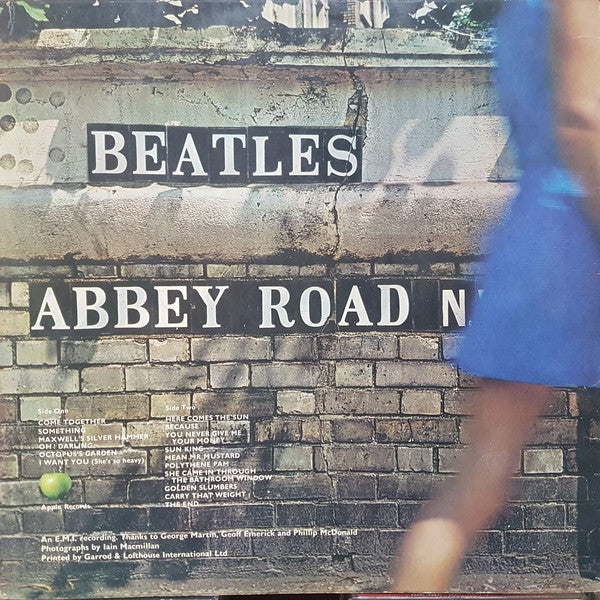 BEATLES
ABBEY ROAD N
Side One
COME TOGETHER
SOMETHING
MAXWELL'S SILVER HAMMER
OH! DARLING
OCTOPUS'S GARDEN
I WANT YOU (She's so heavy)
Side Two
HERE COMES THE SUN
BECAUSE
YOU NEVER GIVE ME
YOUR MONEY
SUN KING
MEAN MR. MUSTARD
POLYTHENE PAM
SHE CAME IN THROUGH
THE BATHROOM WINDOW
GOLDEN SLUMBERS
CARRY THAT WEIGHT
THE END
Apple Records
An E.M.I. recording. Thanks to George Martin, Geoff Emerick and Phillip McDonald
Photographs by Iain Macmillan
Printed by Garrod & Lofthouse International Ltd